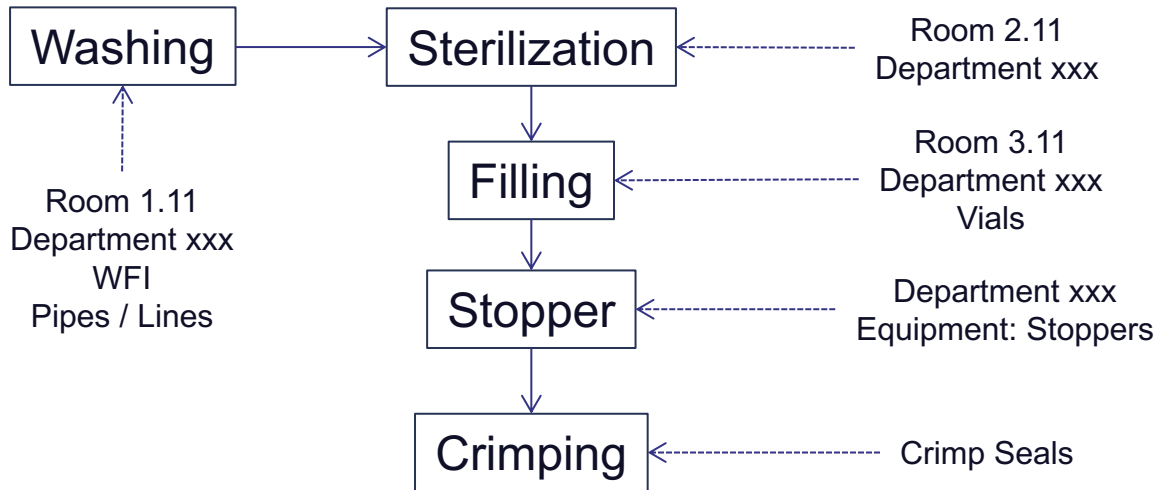 Washing
Sterilization
Room 2.11
Department xxx
Filling
Room 3.11
Department xxx
Vials
Room 1.11
Department xxx
WFI
Pipes / Lines
Stopper
Department xxx
Equipment: Stoppers
Crimping
Crimp Seals